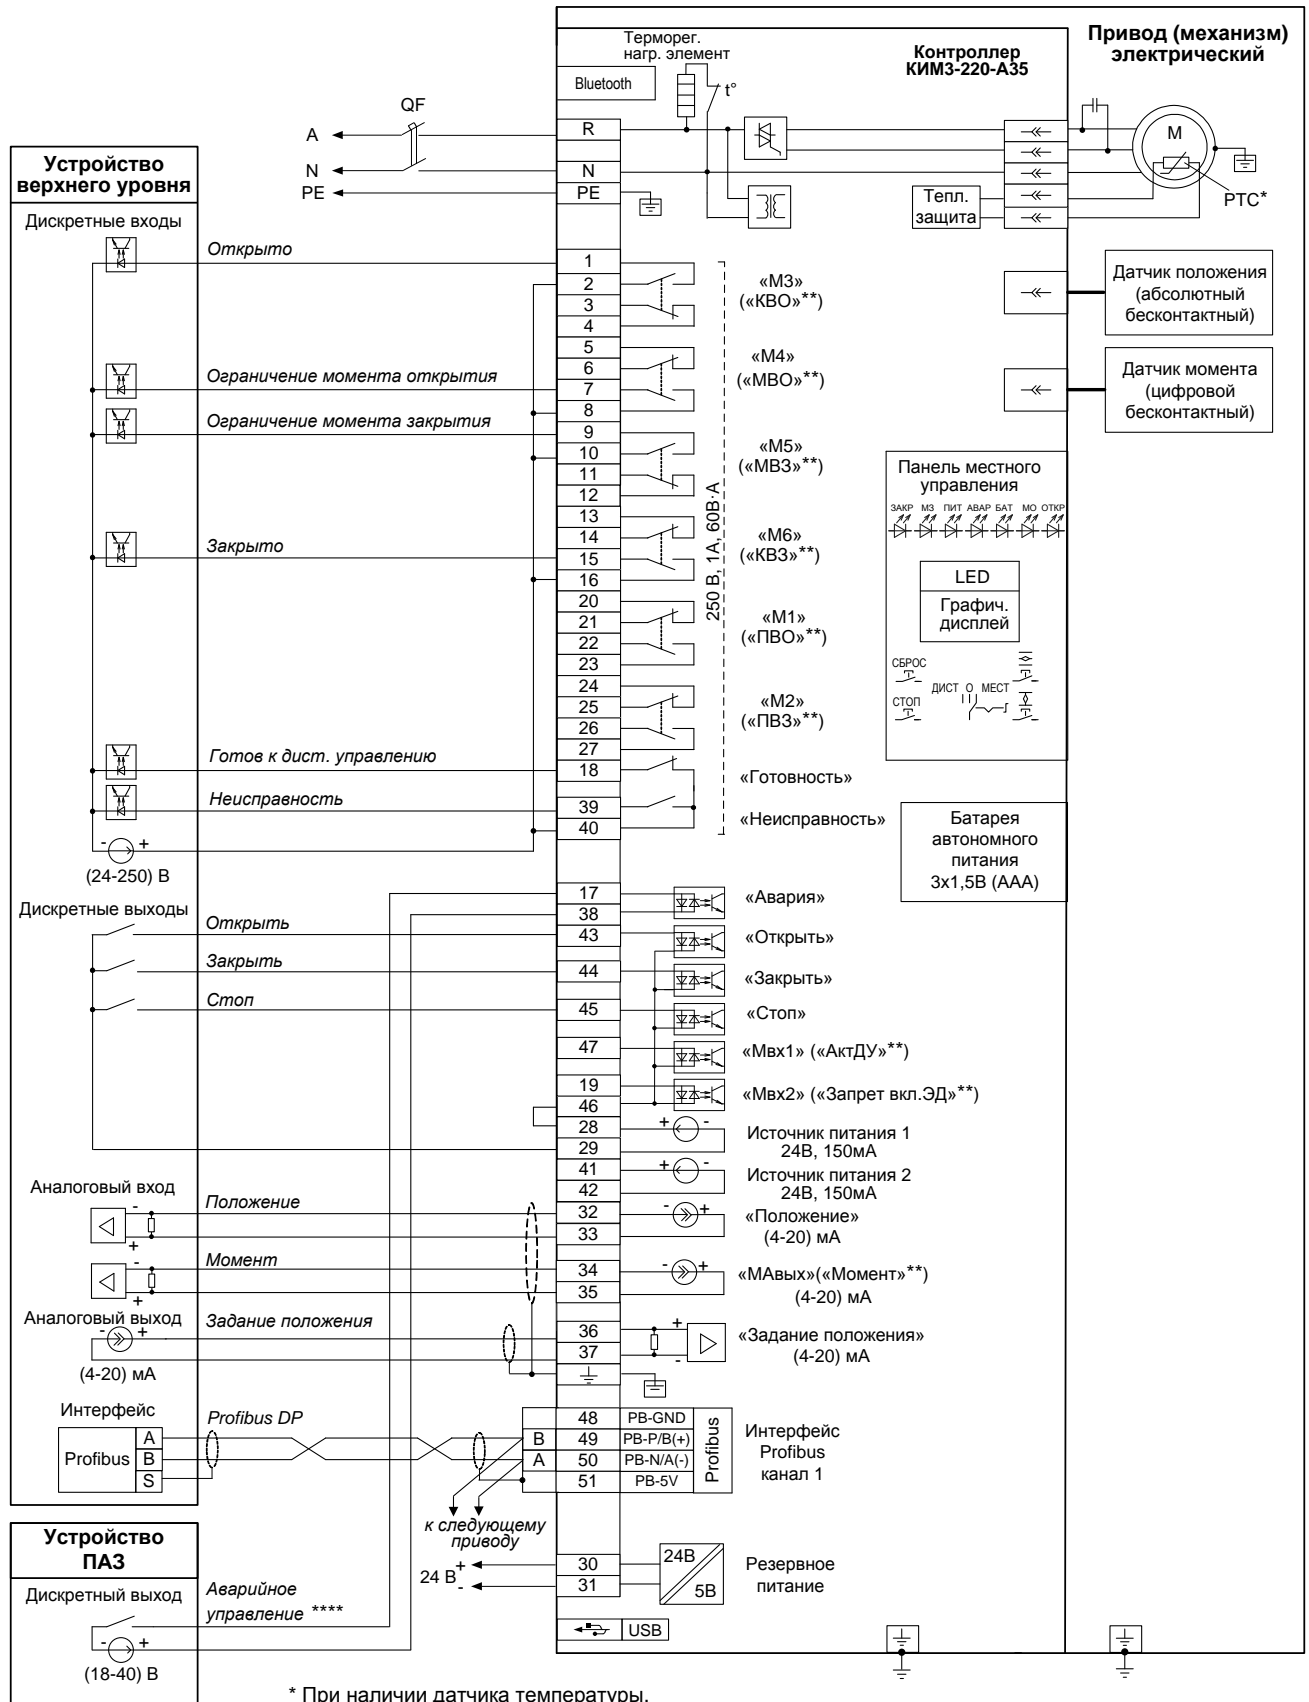 Привод (механизм)
электрический
Контроллер
КИМ3-220-А35
Терморег.
нагр. элемент
Bluetooth
t°
QF
A
N
PE
R
N
PE
M
PTC*
Тепл.
защита
Устройство
верхнего уровня
Дискретные входы
Открыто
Ограничение момента открытия
Ограничение момента закрытия
Закрыто
Готов к дист. управлению
Неисправность
- +
(24-250) В
1
2
3
4
5
6
7
8
9
10
11
12
13
14
15
16
20
21
22
23
24
25
26
27
18
39
40
«М3»
(«КВО»**)
«М4»
(«МВО»**)
«М5»
(«МВЗ»**)
«М6»
(«КВЗ»**)
«М1»
(«ПВО»**)
«М2»
(«ПВЗ»**)
«Готовность»
«Неисправность»
250 В, 1А, 60В·А
Датчик положения
(абсолютный
бесконтактный)
Датчик момента
(цифровой
бесконтактный)
Панель местного
управления
ЗАКР МЗ ПИТ АВАР БАТ МО ОТКР
LED
Графич.
дисплей
СБРОС
СТОП
ДИСТ О МЕСТ
Батарея
автономного
питания
3х1,5В (ААА)
Дискретные выходы
Открыть
Закрыть
Стоп
17
38
43
44
45
47
19
46
28
29
41
42
32
33
34
35
36
37
«Авария»
«Открыть»
«Закрыть»
«Стоп»
«Мвх1» («АктДУ»**)
«Мвх2» («Запрет вкл.ЭД»**)
+ -
Источник питания 1
24В, 150мА
+ -
Источник питания 2
24В, 150мА
- +
«Положение»
(4-20) мА
- +
«МАвых»(«Момент»**)
(4-20) мА
+
-
«Задание положения»
(4-20) мА
Аналоговый вход
-
+
Положение
-
+
Момент
Аналоговый выход
- +
Задание положения
(4-20) мА
Интерфейс
Profibus
A
B
S
Profibus DP
B
A
48 PB-GND
49 PB-P/B(+)
50 PB-N/A(-)
51 PB-5V
Profibus
Интерфейс
Profibus
канал 1
к следующему
приводу
24 В
+
-
30
31
24В
5В
Резервное
питание
USB
Устройство
ПАЗ
Дискретный выход
Аварийное
управление ****
- +
(18-40) В
* При наличии датчика температуры.